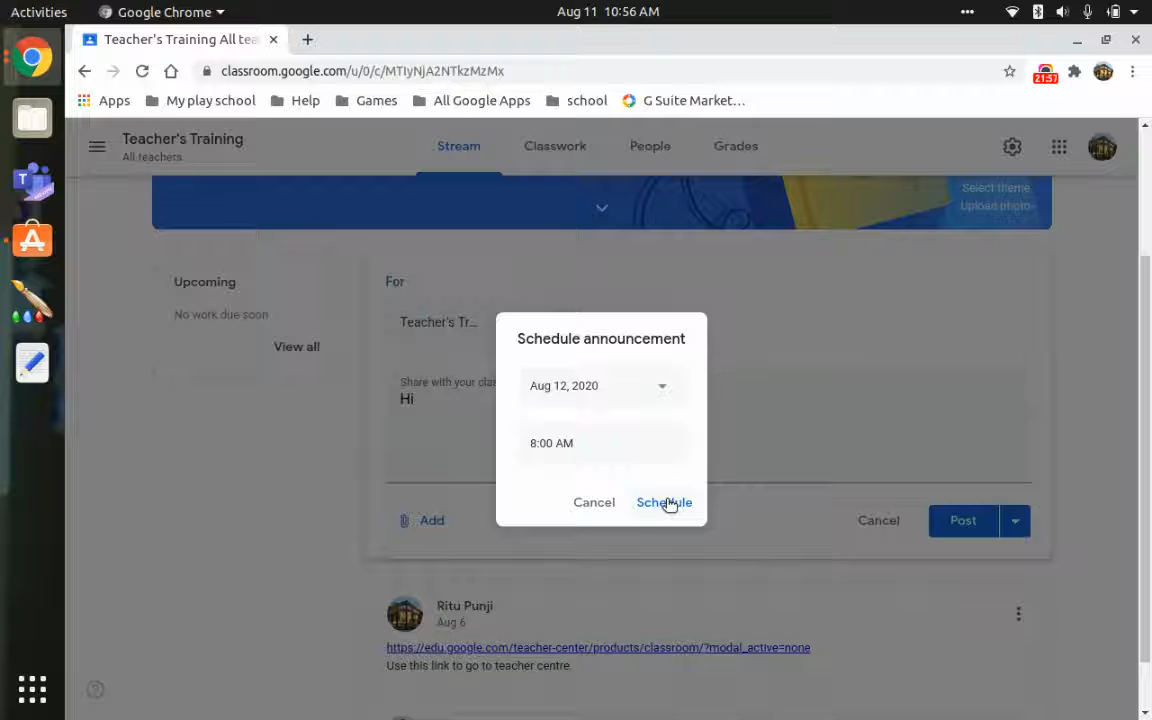 Activities
Google Chrome
Aug 11 10:56 AM
Teacher's Training All tea
classroom.google.com/u/0/c/MTIyNjA2NTkzMzMx
21:57
Apps
My play school
Help
Games
All Google Apps
school
G Suite Market…
Teacher's Training
All teachers
Stream
Classwork
People
Grades
Select theme
Upload photo
Upcoming
No work due soon
View all
For
Teacher's Tr...
Share with your clas
Hi
Schedule announcement
Aug 12, 2020
8:00 AM
Cancel
Schedule
Add
Cancel
Post
Ritu Punji
Aug 6
https://edu.google.com/teacher-center/products/classroom/?modal_active=none
Use this link to go to teacher centre.